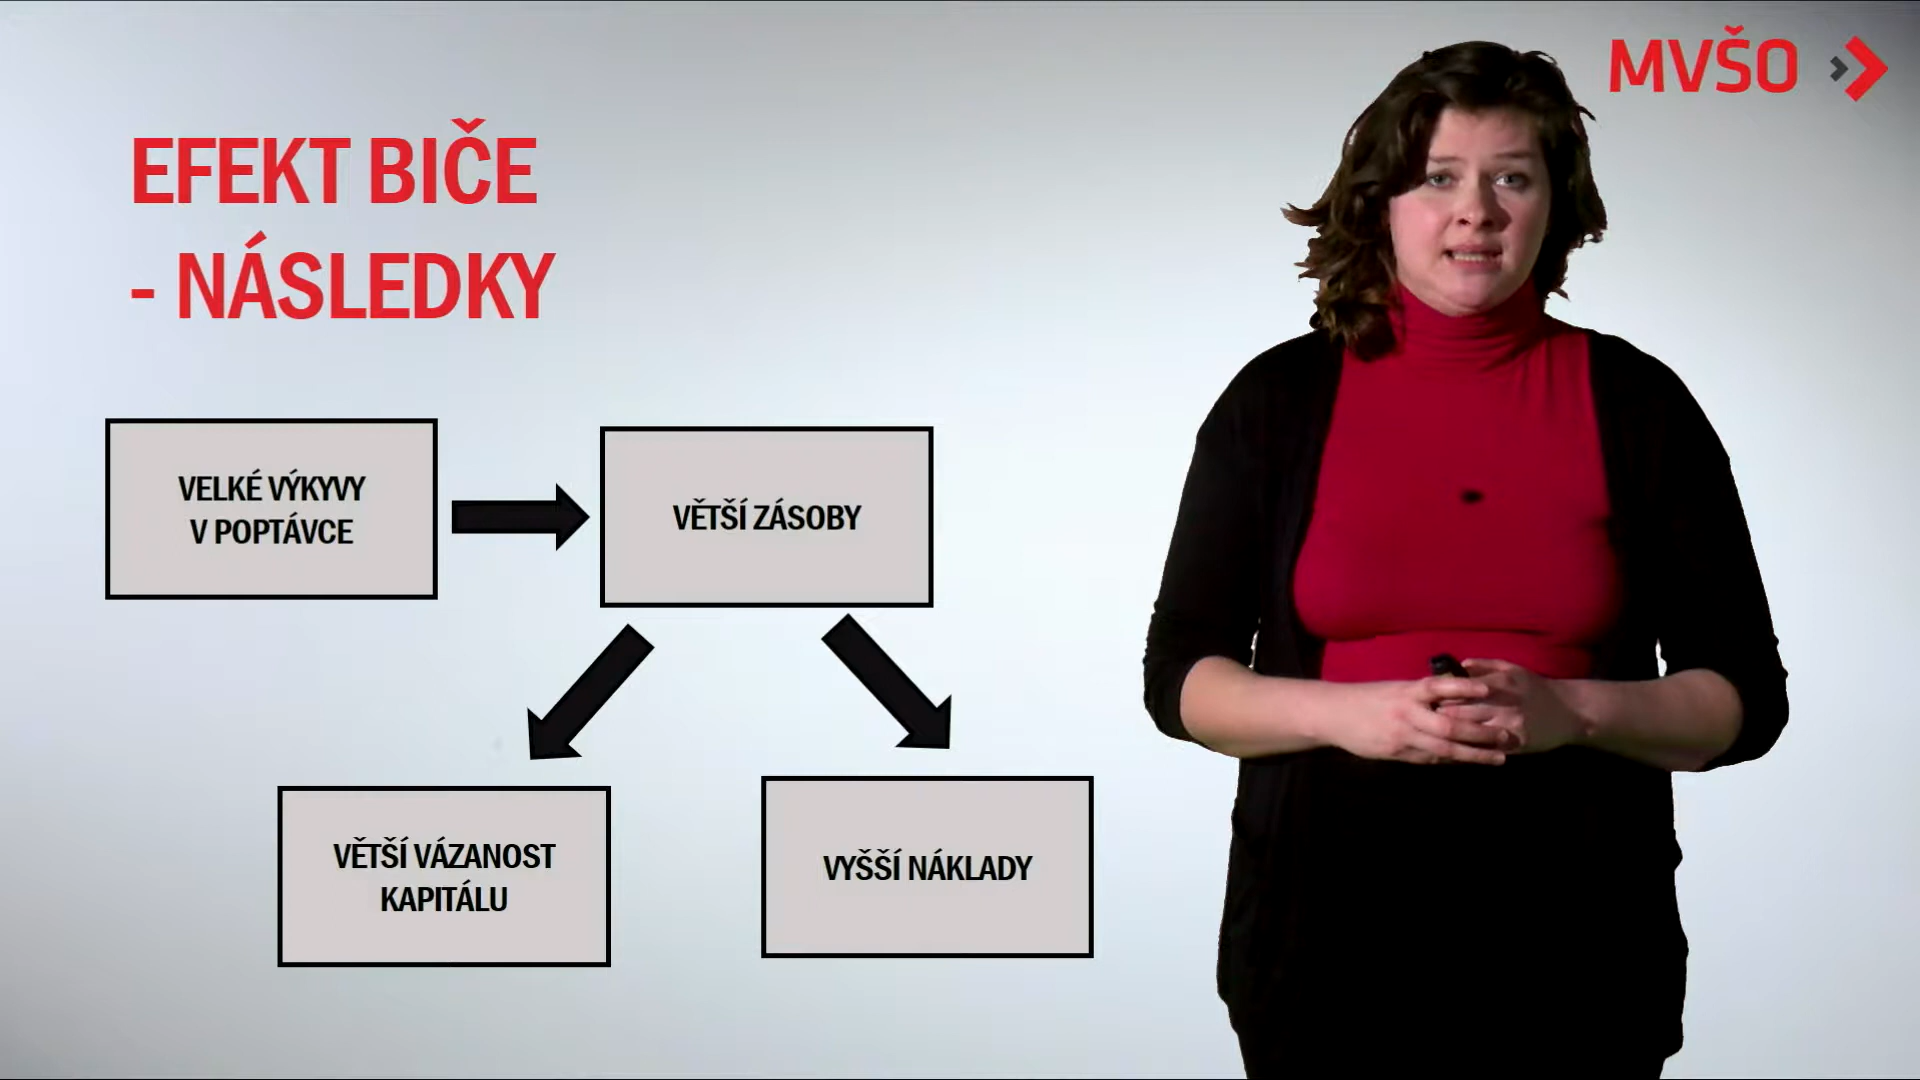 MVŠO
EFEKT BIČE
- NÁSLEDKY
VELKÉ VÝKYVY
V POPTÁVCE
VĚTŠÍ ZÁSOBY
VĚTŠÍ VÁZANOST
KAPITÁLU
VYŠŠÍ NÁKLADY